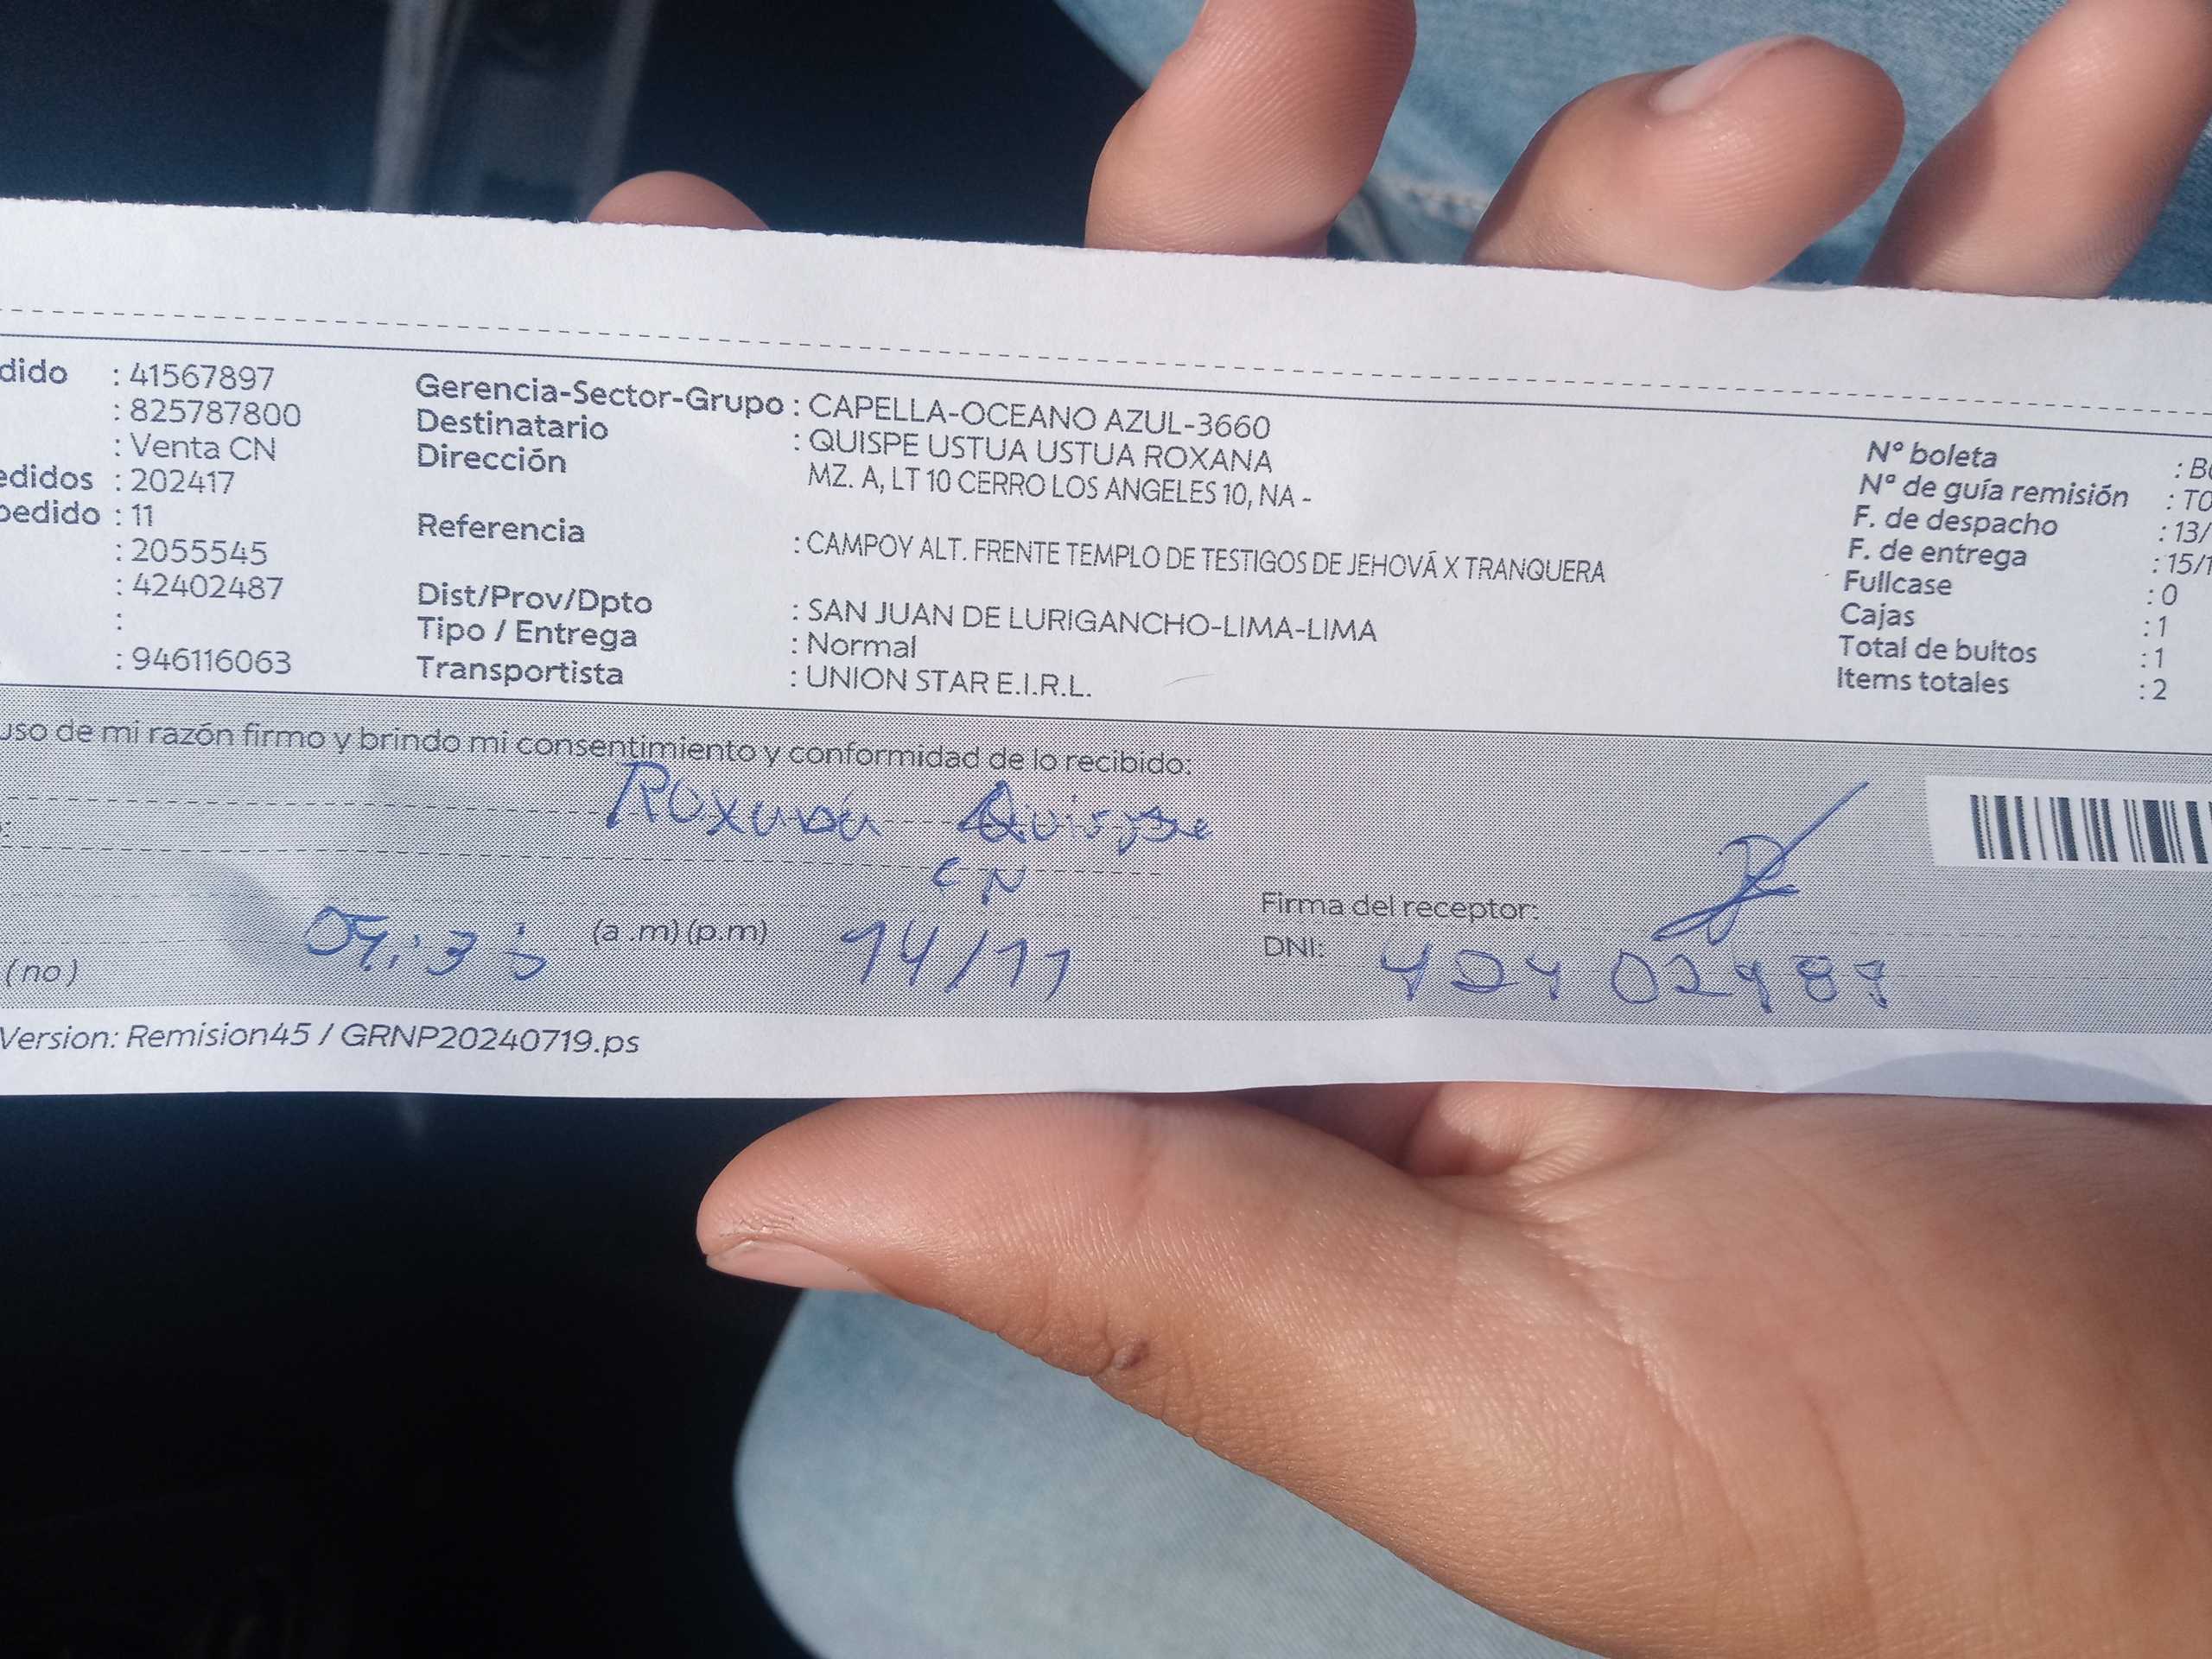 dido : 41567897
: 825787800
: Venta CN
edidos : 202417
pedido : 11
: 2055545
: 42402487
:
: 946116063
Gerencia-Sector-Grupo : CAPELLA-OCEANO AZUL-3660
Destinatario : QUISPE USTUA USTUA ROXANA
Dirección MZ. A, LT 10 CERRO LOS ANGELES 10, NA -
Referencia : CAMPOY ALT. FRENTE TEMPLO DE TESTIGOS DE JEHOVÁ X TRANQUERA
Dist/Prov/Dpto : SAN JUAN DE LURIGANCHO-LIMA-LIMA
Tipo / Entrega : Normal
Transportista : UNION STAR E.I.R.L.
Nº boleta : B
Nº de guía remisión : T0
F. de despacho : 13/
F. de entrega : 15/1
Fullcase : 0
Cajas : 1
Total de bultos : 1
Items totales : 2
uso de mi razón firmo y brindo mi consentimiento y conformidad de lo recibido:
Roxana Quispe
CN
(a .m) (p.m) 14/11
Firma del receptor:
DNI: 42402487
(no)
Version: Remision45 / GRNP20240719.ps